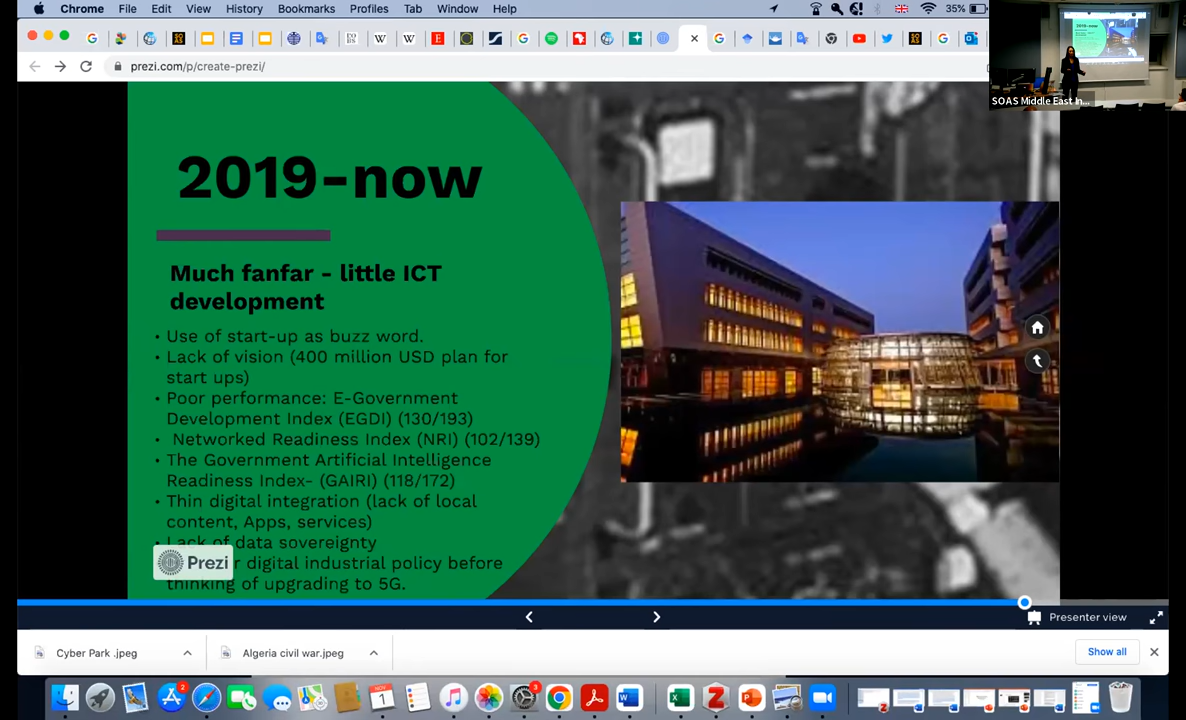 Chrome File Edit View History Bookmarks Profiles Tab Window Help 35%
prezi.com/p/create-prezi/
SOAS Middle East In...
2019-now
Much fanfar - little ICT
development
• Use of start-up as buzz word.
• Lack of vision (400 million USD plan for
start ups)
• Poor performance: E-Government
Development Index (EGDI) (130/193)
• Networked Readiness Index (NRI) (102/139)
• The Government Artificial Intelligence
Readiness Index- (GAIRI) (118/172)
• Thin digital integration (lack of local
content, Apps, services)
• Lack of data sovereignty
digital industrial policy before
thinking of upgrading to 5G.
Prezi
Presenter view
Cyber Park .jpeg
Algeria civil war.jpeg
Show all